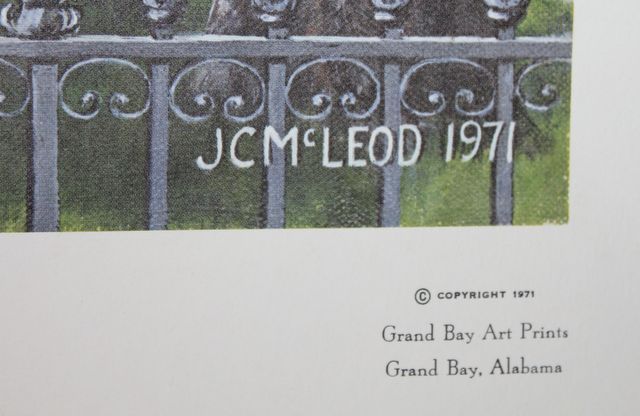 JCMcLEOD 1971
© COPYRIGHT 1971
Grand Bay Art Prints
Grand Bay, Alabama